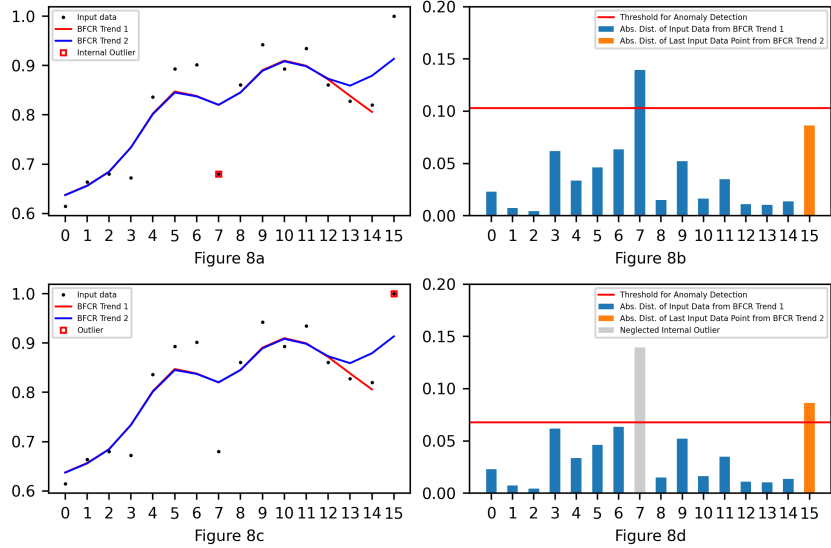 1.0
0.9
0.8
0.7
0.6
Input data
BFCR Trend 1
BFCR Trend 2
Internal Outlier
0 1 2 3 4 5 6 7 8 9 10 11 12 13 14 15
Figure 8a
0.20
0.15
0.10
0.05
0.00
Threshold for Anomaly Detection
Abs. Dist. of Input Data from BFCR Trend 1
Abs. Dist. of Last Input Data Point from BFCR Trend 2
0 1 2 3 4 5 6 7 8 9 10 11 12 13 14 15
Figure 8b
1.0
0.9
0.8
0.7
0.6
Input data
BFCR Trend 1
BFCR Trend 2
Outlier
0 1 2 3 4 5 6 7 8 9 10 11 12 13 14 15
Figure 8c
0.20
0.15
0.10
0.05
0.00
Threshold for Anomaly Detection
Abs. Dist. of Input Data from BFCR Trend 1
Abs. Dist. of Last Input Data Point from BFCR Trend 2
Neglected Internal Outlier
0 1 2 3 4 5 6 7 8 9 10 11 12 13 14 15
Figure 8d